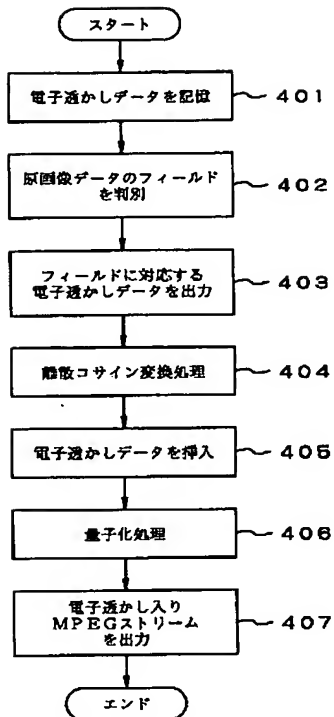 スタート
電子透かしデータを記憶
401
原画像データのフィールド
を判別
402
フィールドに対応する
電子透かしデータを出力
403
離散コサイン変換処理
404
電子透かしデータを挿入
405
量子化処理
406
電子透かし入り
MPEGストリーム
を出力
407
エンド